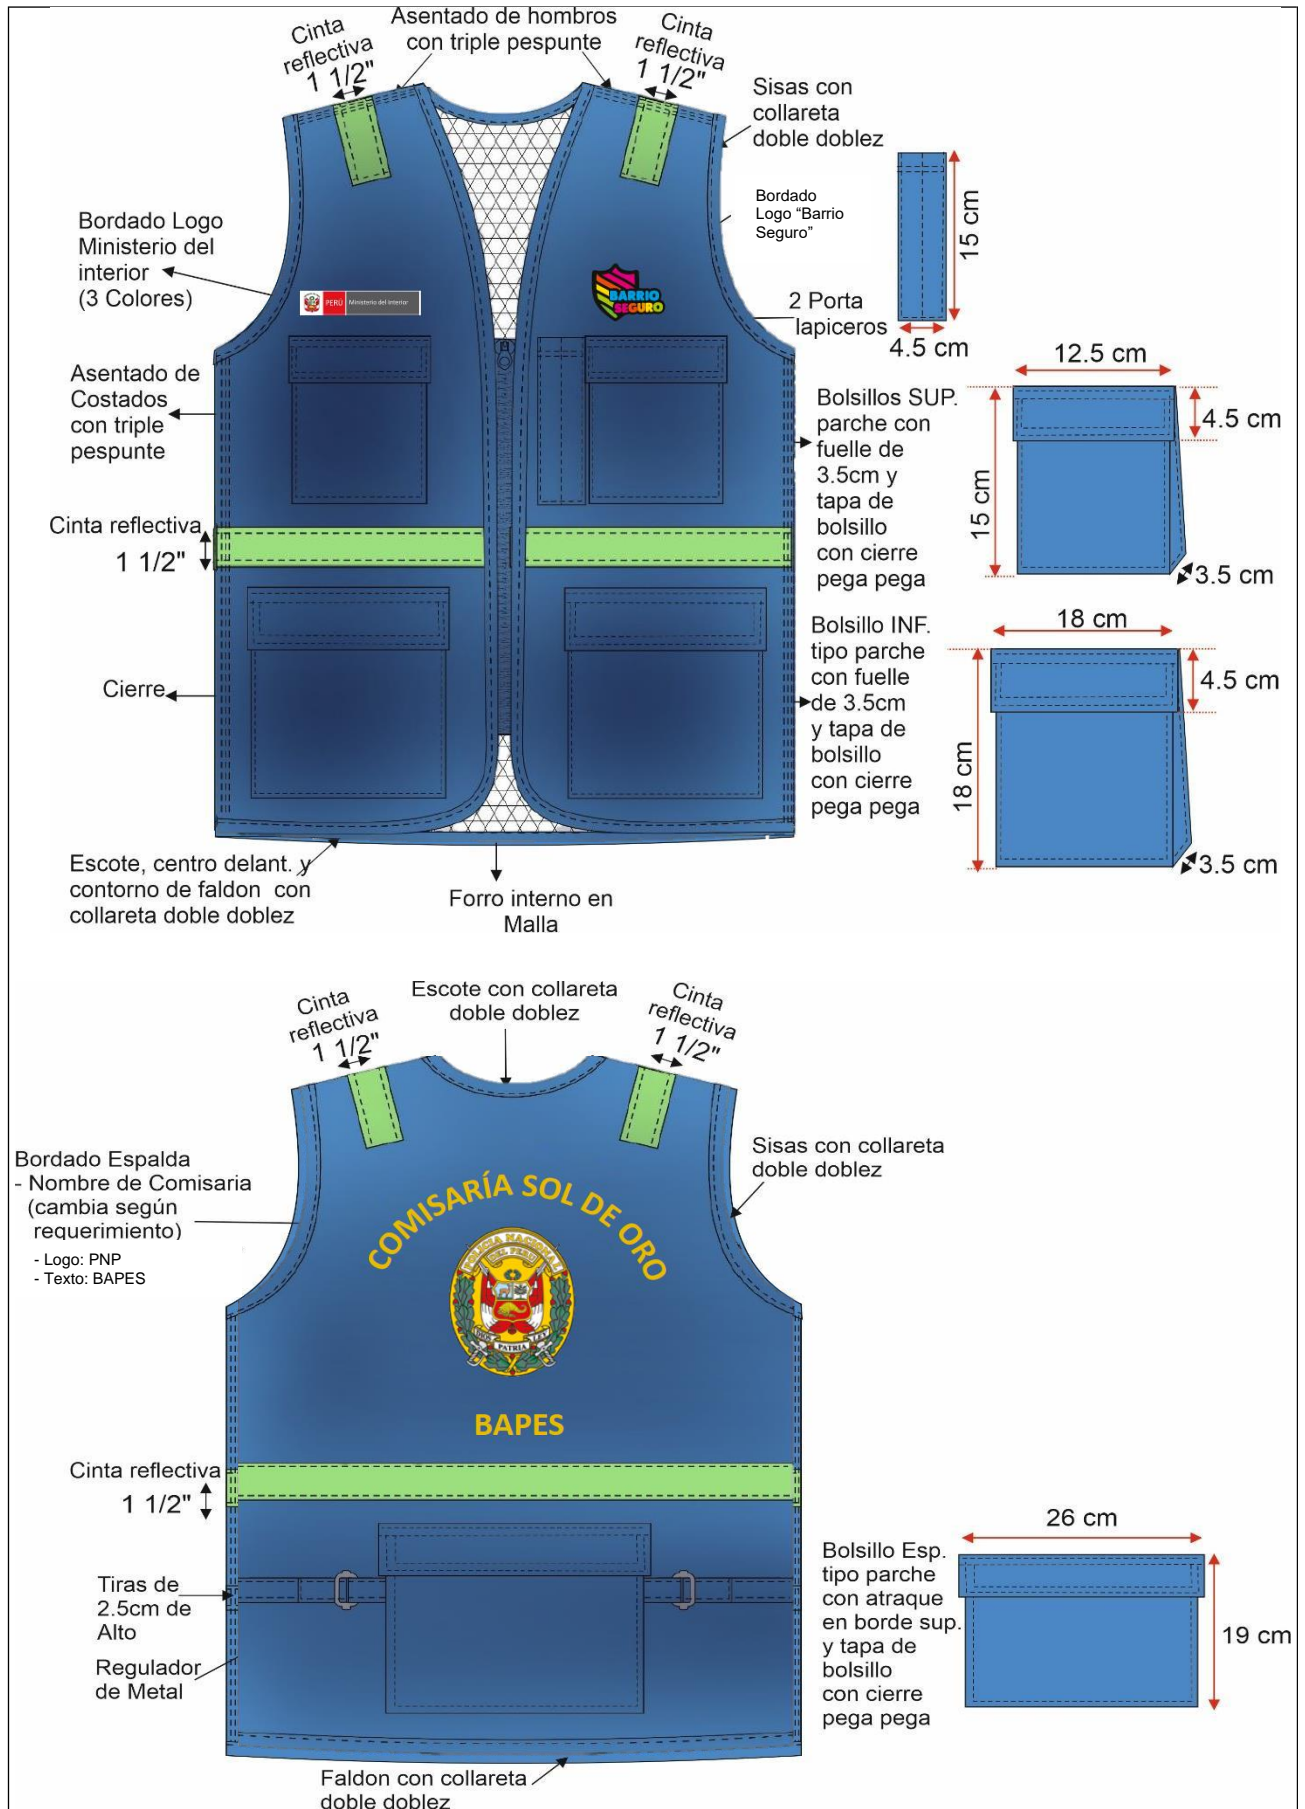 Cinta
reflectiva
1 1/2"
Asentado de hombros
con triple pespunte
Cinta
reflectiva
1 1/2"
Sisas con
collareta
doble doblez
Bordado
Logo “Barrio
Seguro”
15 cm
4.5 cm
Bordado Logo
Ministerio del
interior
(3 Colores)
PERÚ
Ministerio del Interior
BARRIO
SEGURO
2 Porta
lapiceros
Asentado de
Costados
con triple
pespunte
Bolsillos SUP.
parche con
fuelle de
3.5cm y
tapa de
bolsillo
con cierre
pega pega
12.5 cm
4.5 cm
15 cm
3.5 cm
Cinta reflectiva
1 1/2"
Cierre
Bolsillo INF.
tipo parche
con fuelle
de 3.5cm
y tapa de
bolsillo
con cierre
pega pega
18 cm
4.5 cm
18 cm
3.5 cm
Escote, centro delant. y
contorno de faldon con
collareta doble doblez
Forro interno en
Malla
Cinta
reflectiva
1 1/2"
Escote con collareta
doble doblez
Cinta
reflectiva
1 1/2"
Sisas con collareta
doble doblez
Bordado Espalda
- Nombre de Comisaria
(cambia según
requerimiento)
- Logo: PNP
- Texto: BAPES
COMISARÍA SOL DE ORO
POLICIA NACIONAL
DEL PERU
DIOS
PATRIA
LEY
BAPES
Cinta reflectiva
1 1/2"
Tiras de
2.5cm de
Alto
Regulador
de Metal
Bolsillo Esp.
tipo parche
con atraque
en borde sup.
y tapa de
bolsillo
con cierre
pega pega
26 cm
19 cm
Faldon con collareta
doble doblez